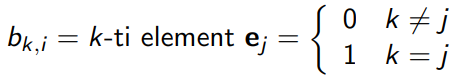 b_{k,i} = k-ti element e_j = { 0 k ≠ j
1 k = j